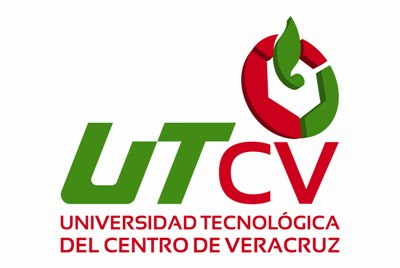 UTCV
UNIVERSIDAD TECNOLÓGICA
DEL CENTRO DE VERACRUZ